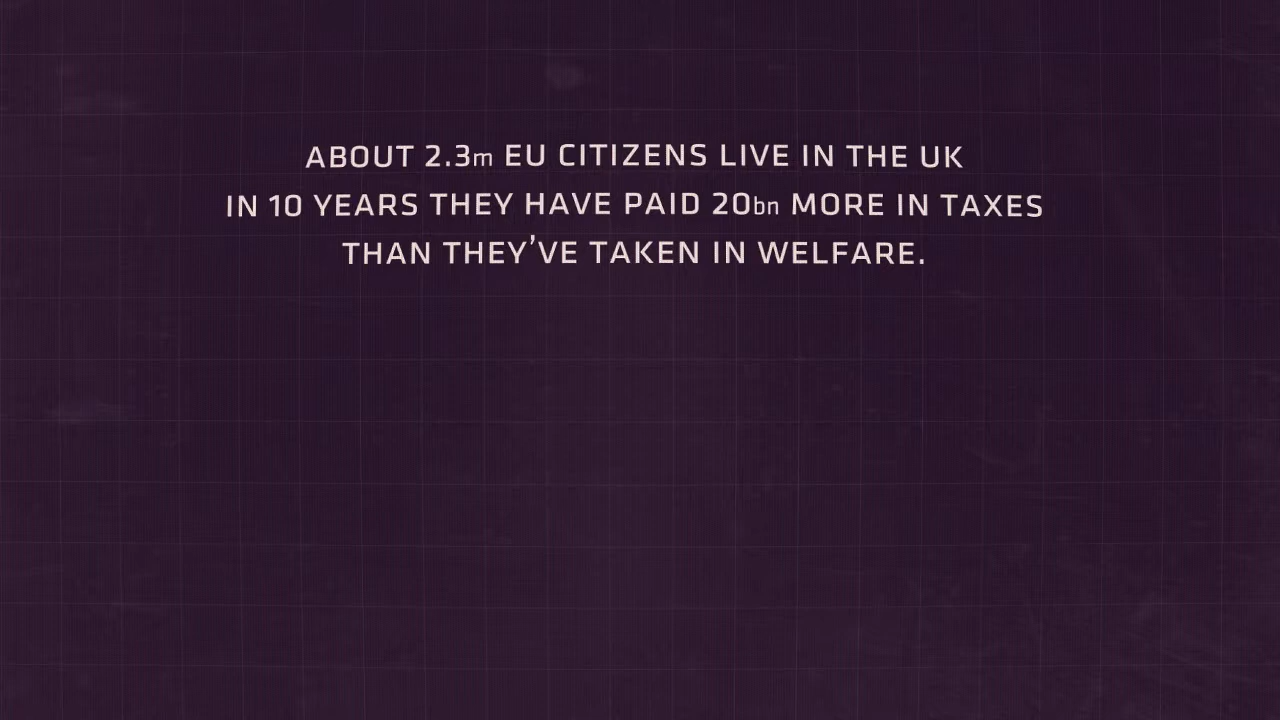 ABOUT 2.3m EU CITIZENS LIVE IN THE UK
IN 10 YEARS THEY HAVE PAID 20bn MORE IN TAXES
THAN THEY'VE TAKEN IN WELFARE.